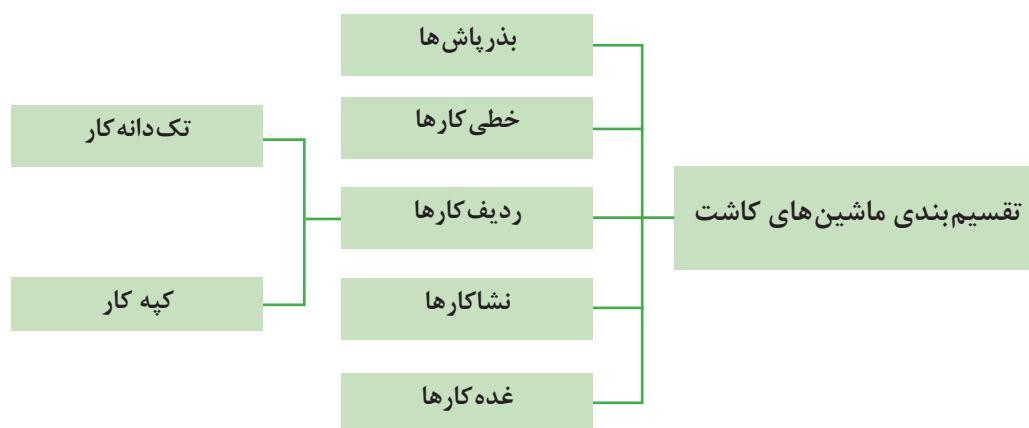 تقسیم‌بندی ماشین‌های کاشت
بذرپاش‌ها
خطی‌کارها
ردیف‌کارها
نشاکارها
غده‌کارها
تک‌دانه‌کار
کپه کار